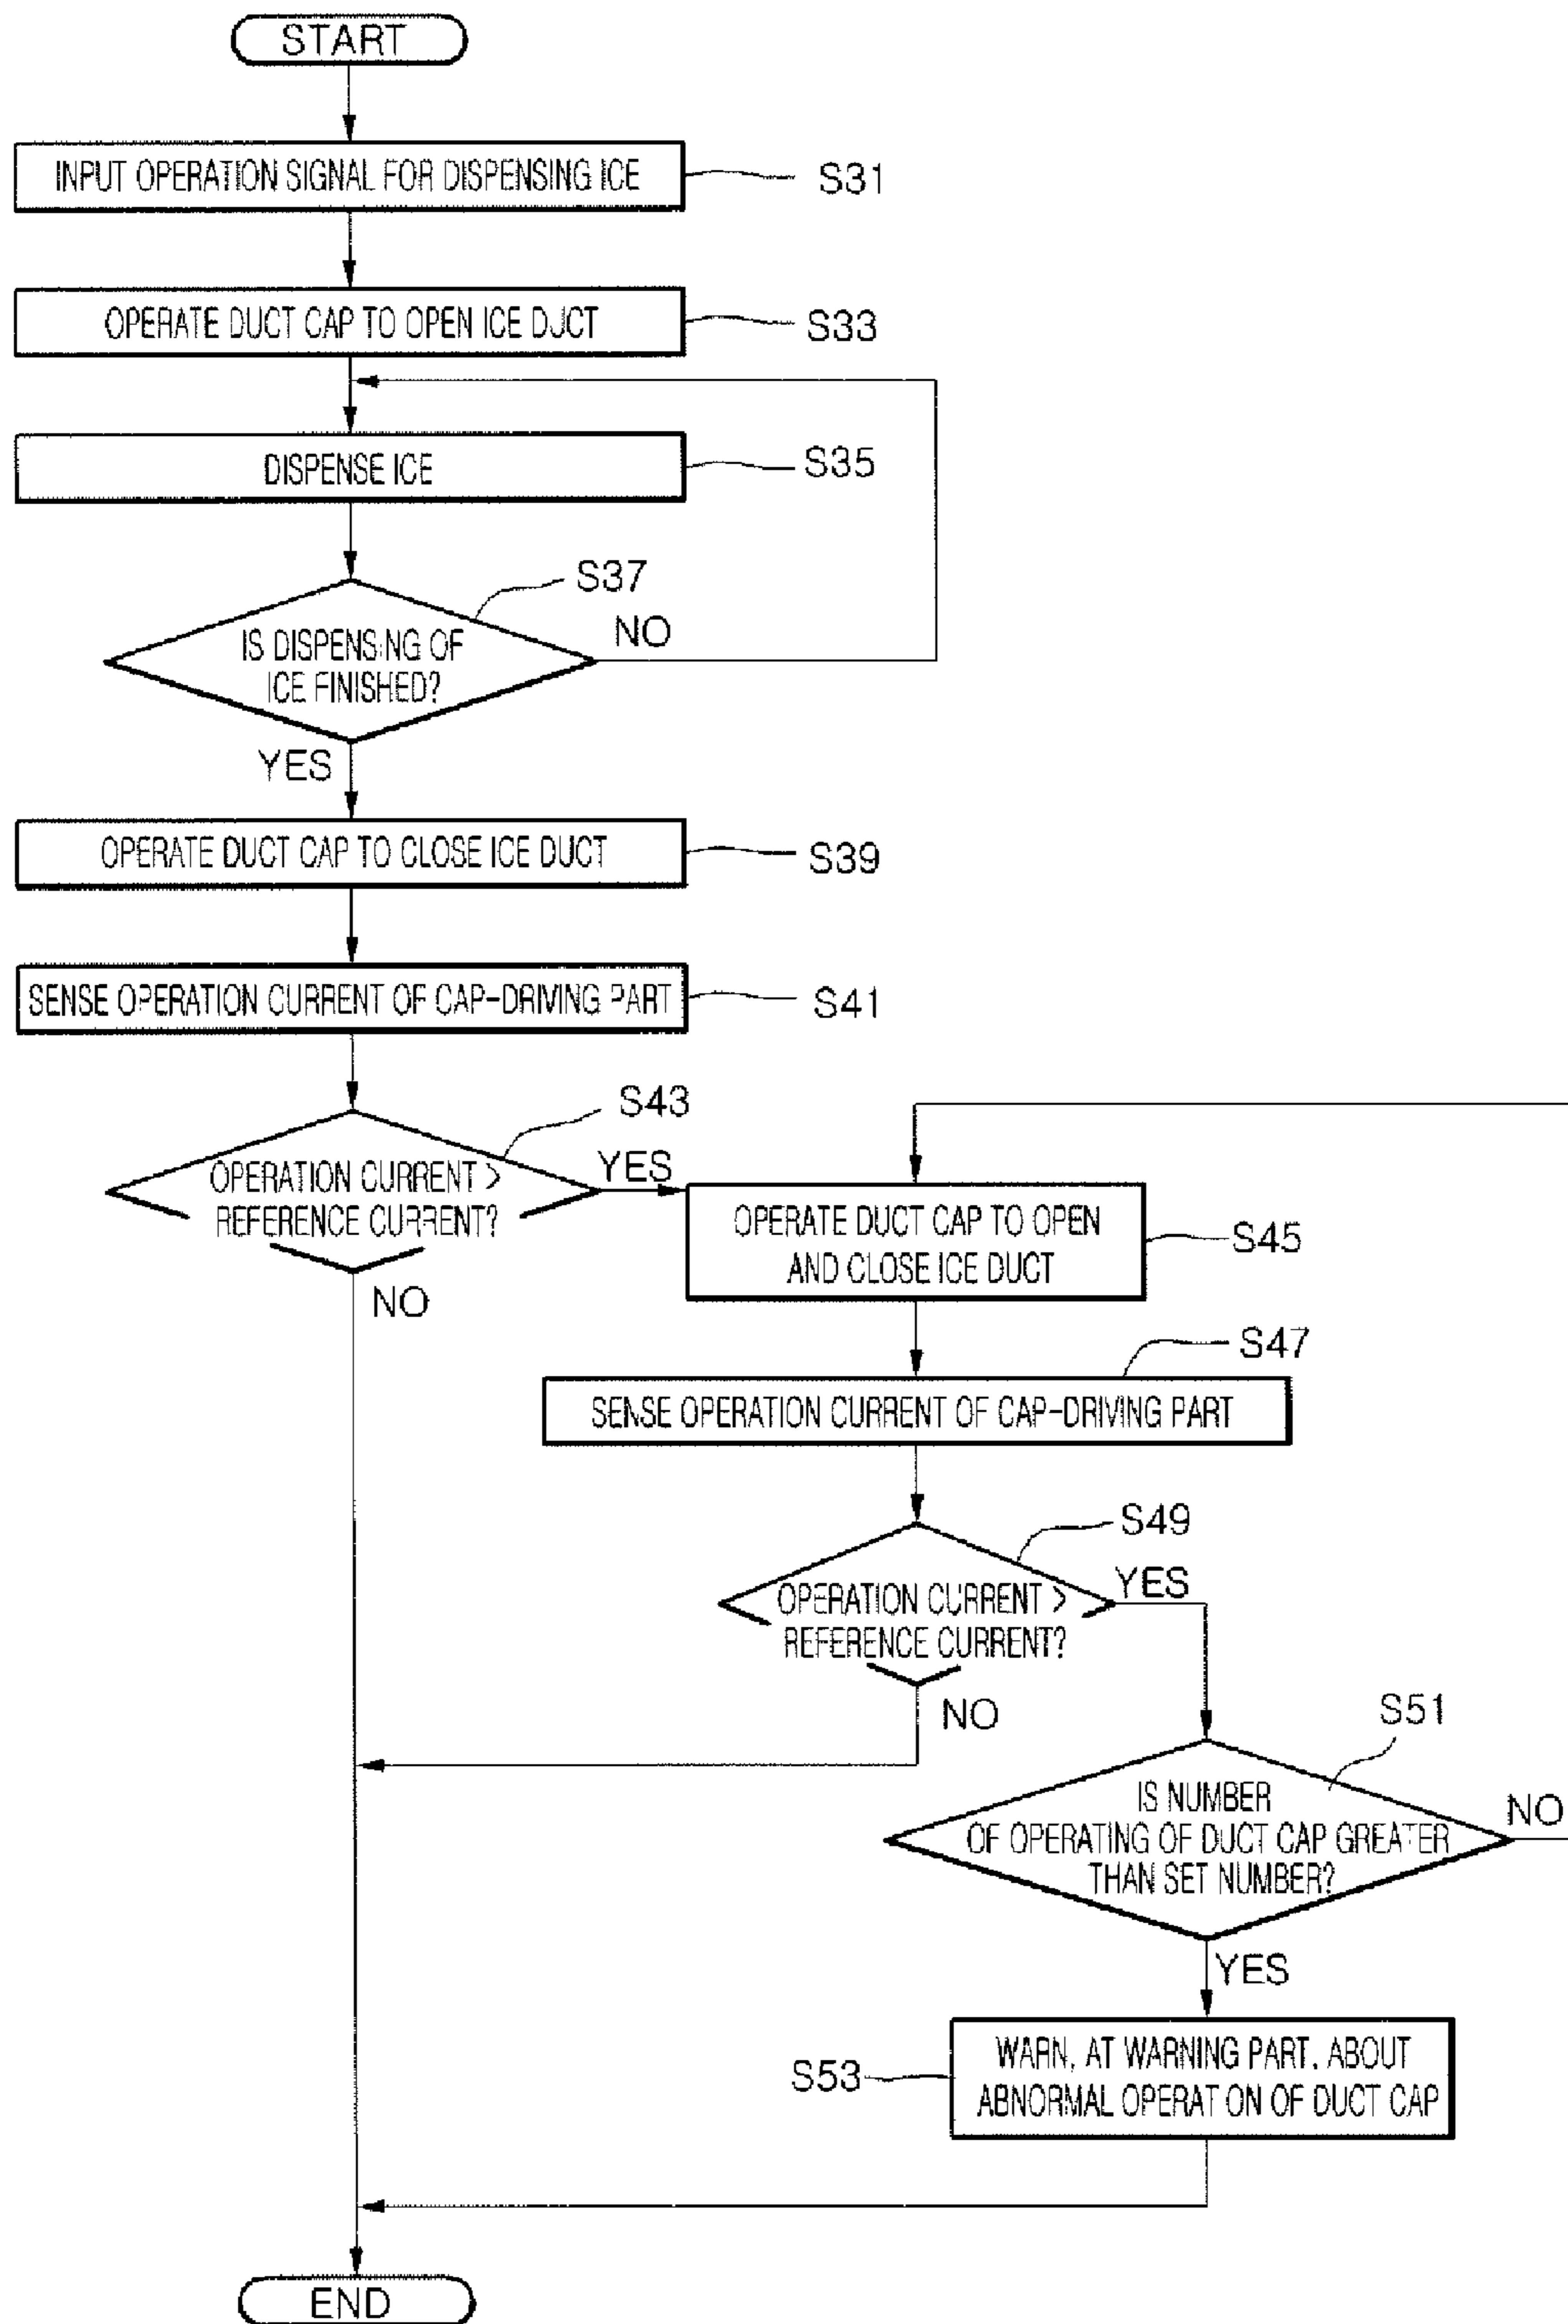 START
INPUT OPERATION SIGNAL FOR DISPENSING ICE
S31
OPERATE DUCT CAP TO OPEN ICE DUCT
S33
DISPENSE ICE
S35
S37
IS DISPENSING OF
ICE FINISHED?
NO
YES
OPERATE DUCT CAP TO CLOSE ICE DUCT
S39
SENSE OPERATION CURRENT OF CAP-DRIVING PART
S41
S43
OPERATION CURRENT >
REFERENCE CURRENT?
YES
NO
OPERATE DUCT CAP TO OPEN
AND CLOSE ICE DUCT
S45
S47
SENSE OPERATION CURRENT OF CAP-DRIVING PART
S49
OPERATION CURRENT >
REFERENCE CURRENT?
YES
NO
S51
IS NUMBER
OF OPERATING OF DUCT CAP GREATER
THAN SET NUMBER?
NO
YES
S53
WARN, AT WARNING PART, ABOUT
ABNORMAL OPERATION OF DUCT CAP
END